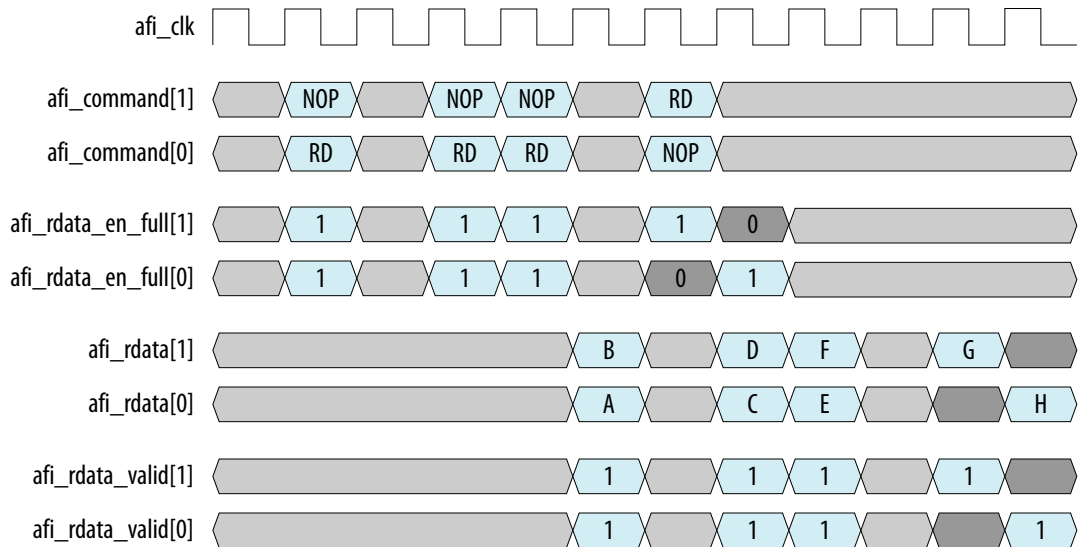 afi_clk
afi_command[1] NOP NOP NOP RD
afi_command[0] RD RD RD NOP
afi_rdata_en_full[1] 1 1 1 1 0
afi_rdata_en_full[0] 1 1 1 0 1
afi_rdata[1] B D F G
afi_rdata[0] A C E H
afi_rdata_valid[1] 1 1 1 1
afi_rdata_valid[0] 1 1 1 1